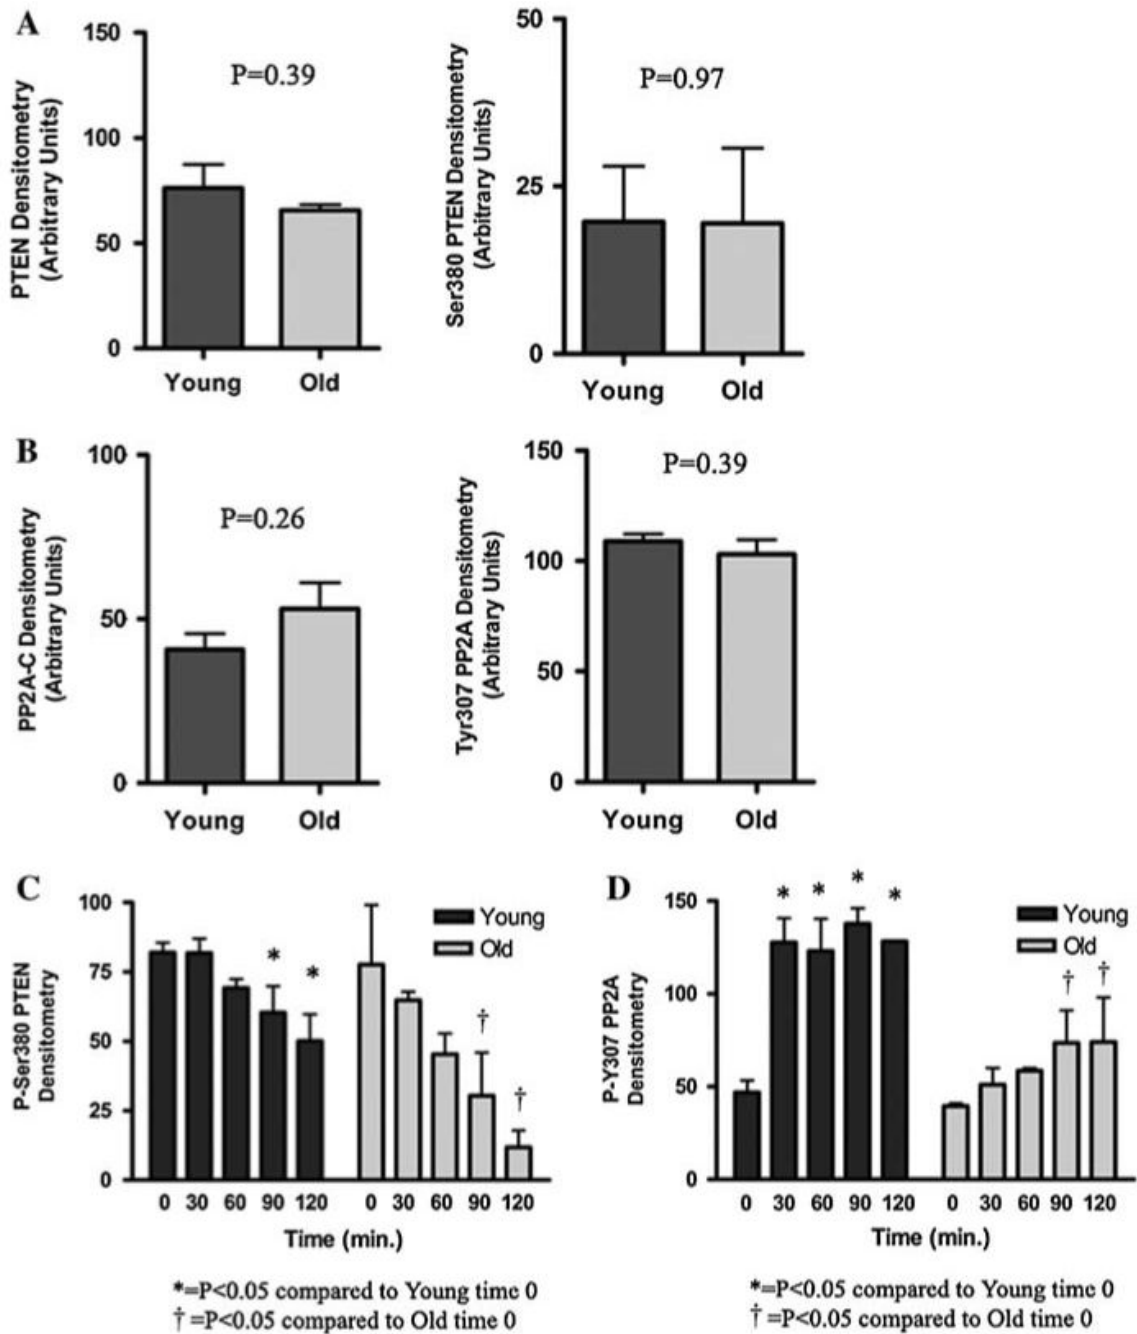 A
PTEN Densitometry
(Arbitrary Units)
150
100
50
0
P=0.39
Young Old
Ser380 PTEN Densitometry
(Arbitrary Units)
50
25
0
P=0.97
Young Old
B
PP2A-C Densitometry
(Arbitrary Units)
100
50
0
P=0.26
Young Old
Tyr307 PP2A Densitometry
(Arbitrary Units)
150
100
50
0
P=0.39
Young Old
C
P-Ser380 PTEN
Densitometry
100
75
50
25
0
* *
† †
Young
Old
0 30 60 90 120 0 30 60 90 120
Time (min.)
*=P<0.05 compared to Young time 0
†=P<0.05 compared to Old time 0
D
P-Y307 PP2A
Densitometry
150
100
50
0
* * * *
† †
Young
Old
0 30 60 90 120 0 30 60 90 120
Time (min.)
*=P<0.05 compared to Young time 0
†=P<0.05 compared to Old time 0